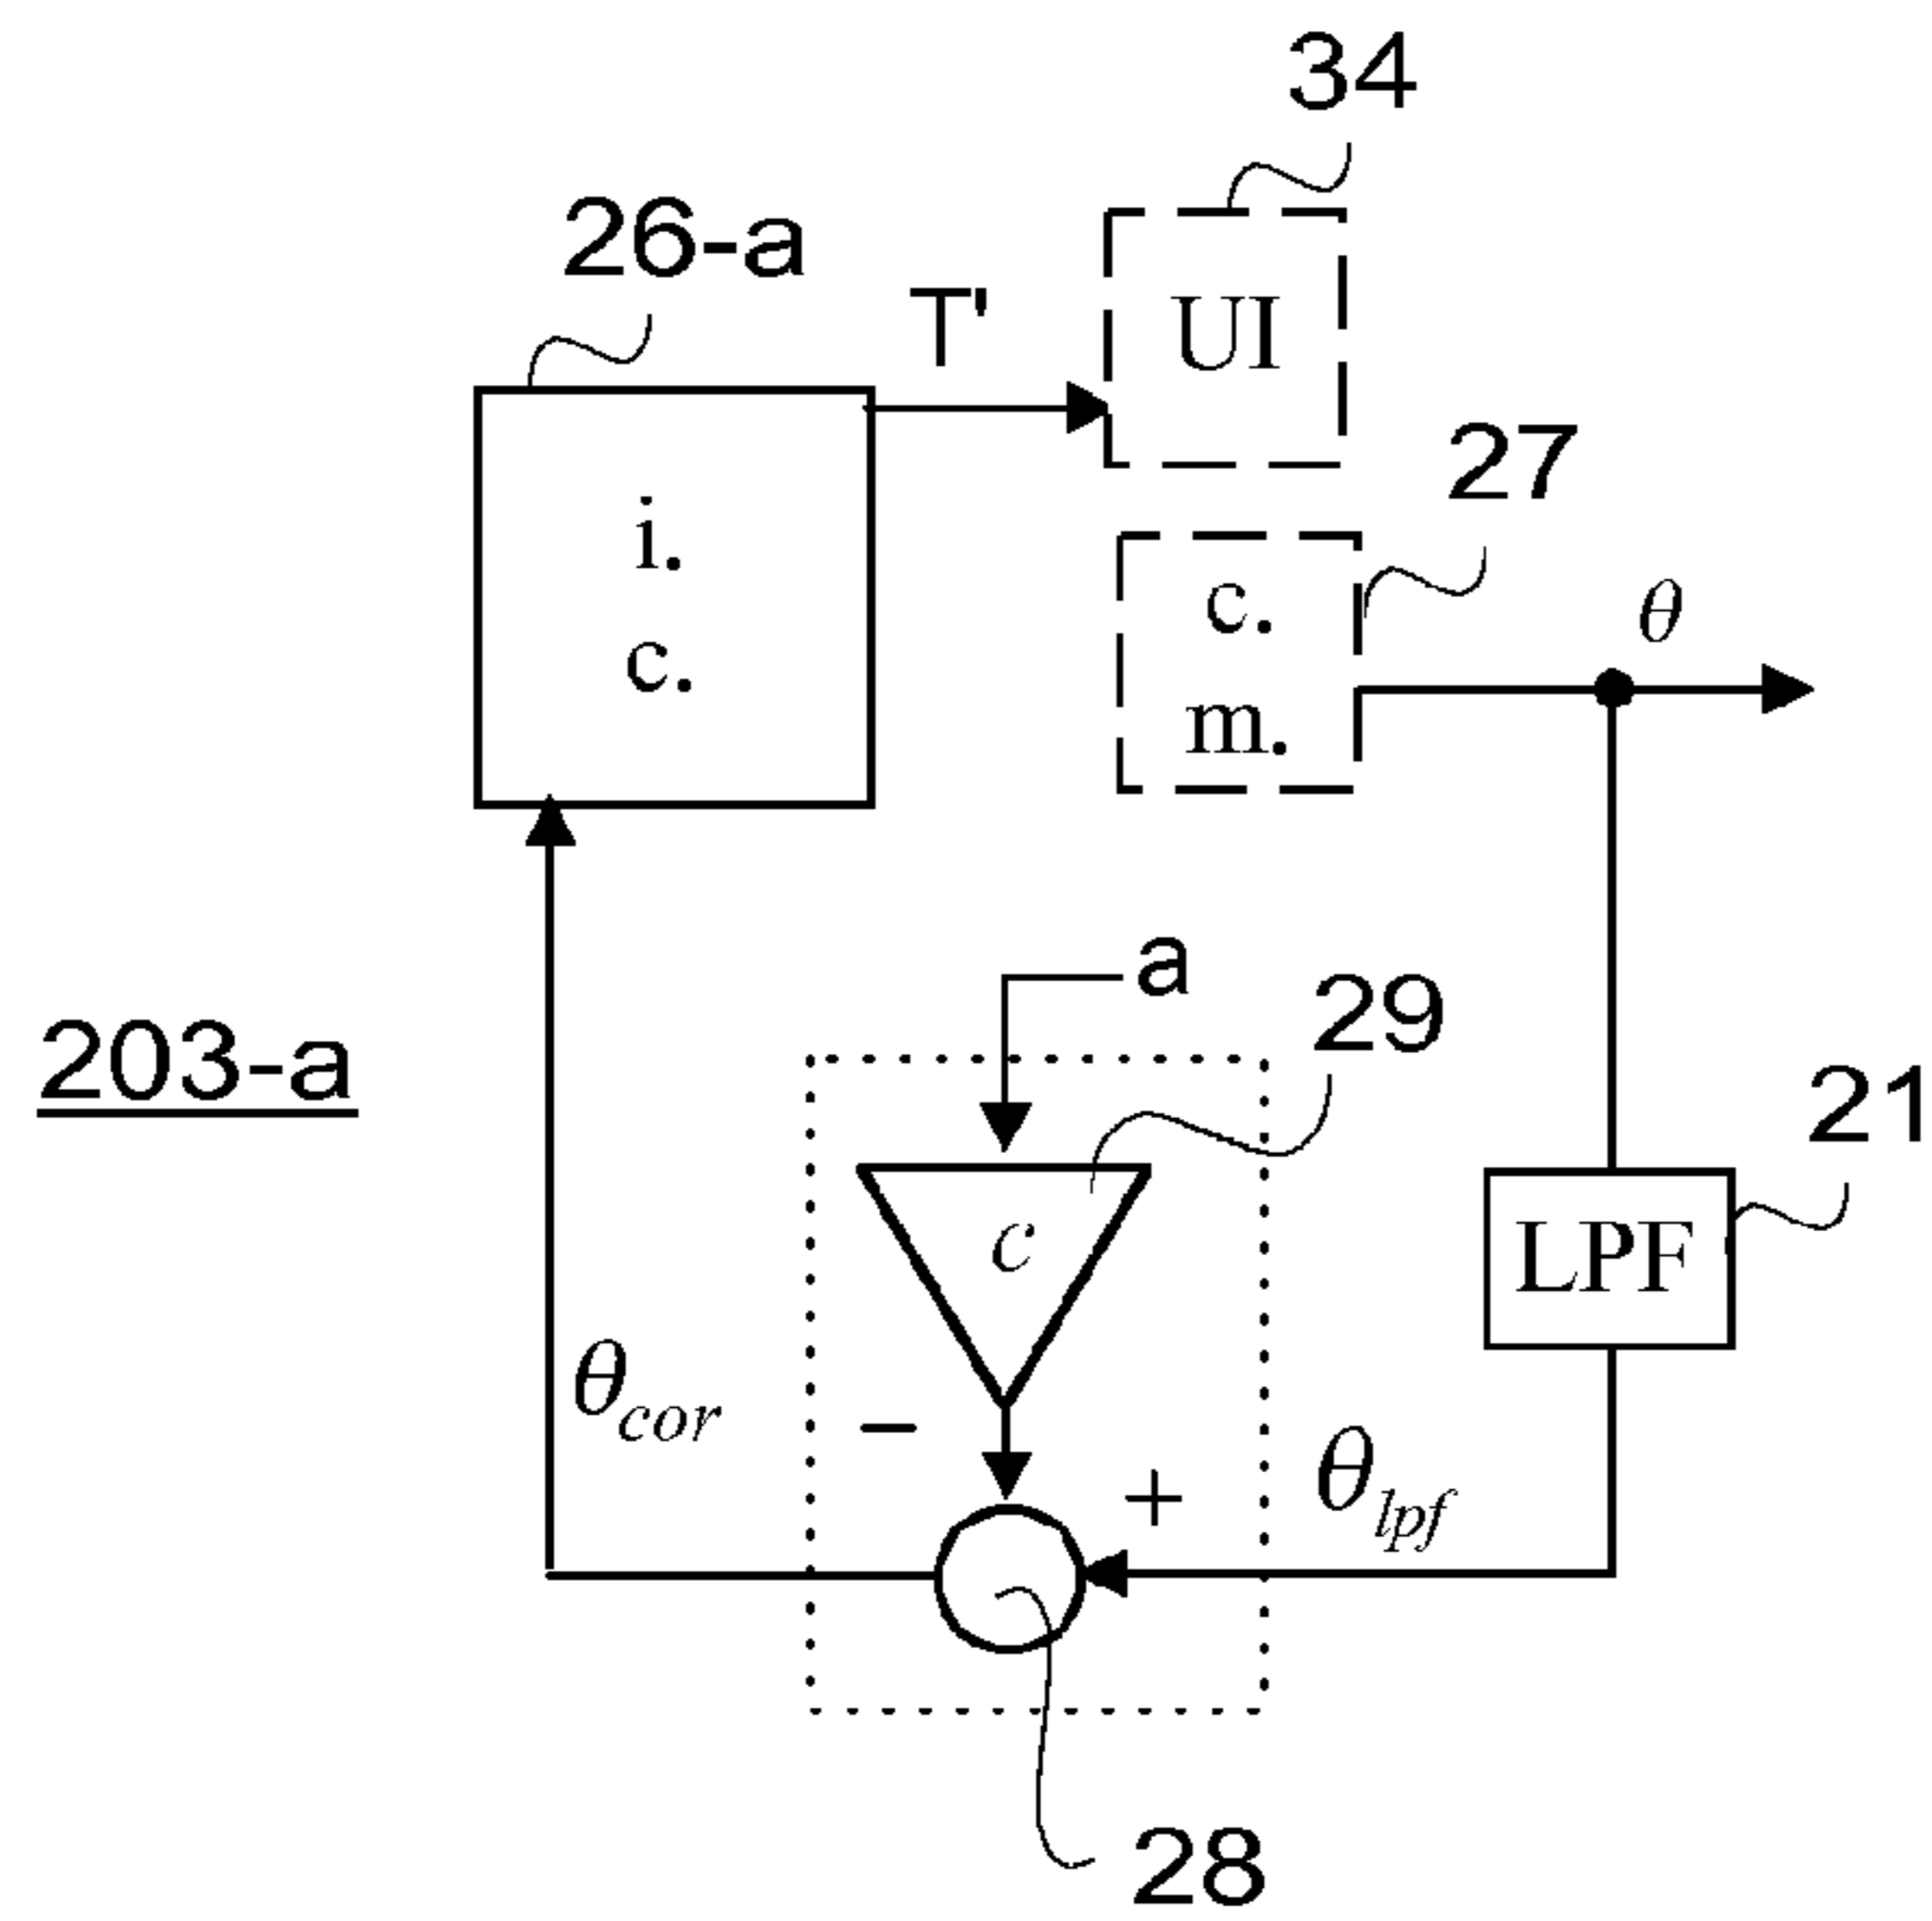 34
26-a
T'
UI
27
i.
c.
c.
m.
θ
a
29
203-a
21
c
LPF
θcor
−
+
θlpf
28